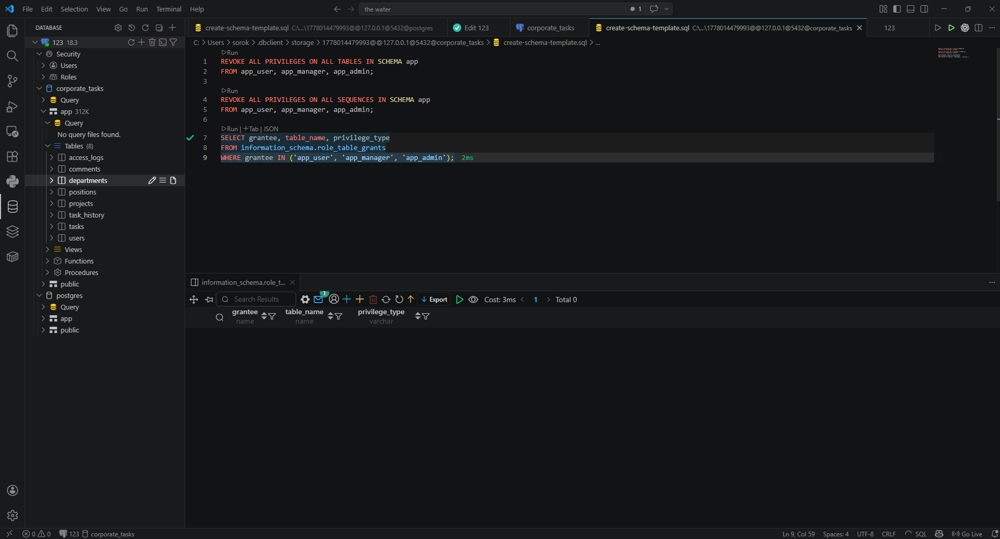 File Edit Selection View Go Run Terminal Help
the water
1
DATABASE
create-schema-template.sql C:\...\1778014479993@@127.0.0.1@5432@postgres
Edit 123
corporate_tasks
create-schema-template.sql C:\...\1778014479993@@127.0.0.1@5432@corporate_tasks
123
C: > Users > sorok > .dbclient > storage > 1778014479993@@127.0.0.1@5432@corporate_tasks > create-schema-template.sql > ...
123 18.3
Security
Users
Roles
corporate_tasks
Query
app 312K
Query
No query files found.
Tables (8)
access_logs
comments
departments
positions
projects
task_history
tasks
users
Views
Functions
Procedures
public
postgres
Query
app
public
Run
1 REVOKE ALL PRIVILEGES ON ALL TABLES IN SCHEMA app
2 FROM app_user, app_manager, app_admin;
3
Run
4 REVOKE ALL PRIVILEGES ON ALL SEQUENCES IN SCHEMA app
5 FROM app_user, app_manager, app_admin;
6
Run | Tab | JSON
7 SELECT grantee, table_name, privilege_type
8 FROM information_schema.role_table_grants
9 WHERE grantee IN ('app_user', 'app_manager', 'app_admin'); 2ms
information_schema.role_t...
Search Results
1
Export
Cost: 3ms < 1 > Total 0
grantee table_name privilege_type
name name varchar
0 0 123 corporate_tasks
Ln 9, Col 59 Spaces: 4 UTF-8 CRLF SQL Go Live